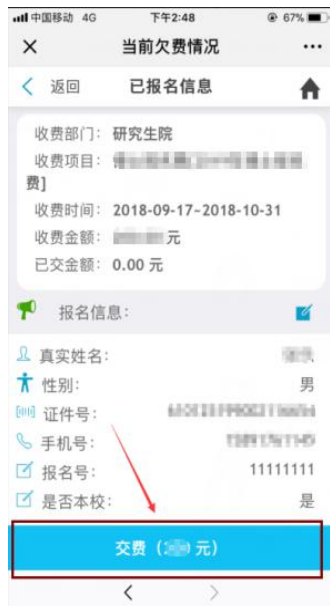 中国移动 4G 下午2:48 67%
当前欠费情况
返回 已报名信息
收费部门: 研究生院
收费项目:
费]
收费时间: 2018-09-17~2018-10-31
收费金额: 元
已交金额: 0.00 元
报名信息:
真实姓名:
性别: 男
证件号:
手机号:
报名号: 11111111
是否本校: 是
交费 ( 元)